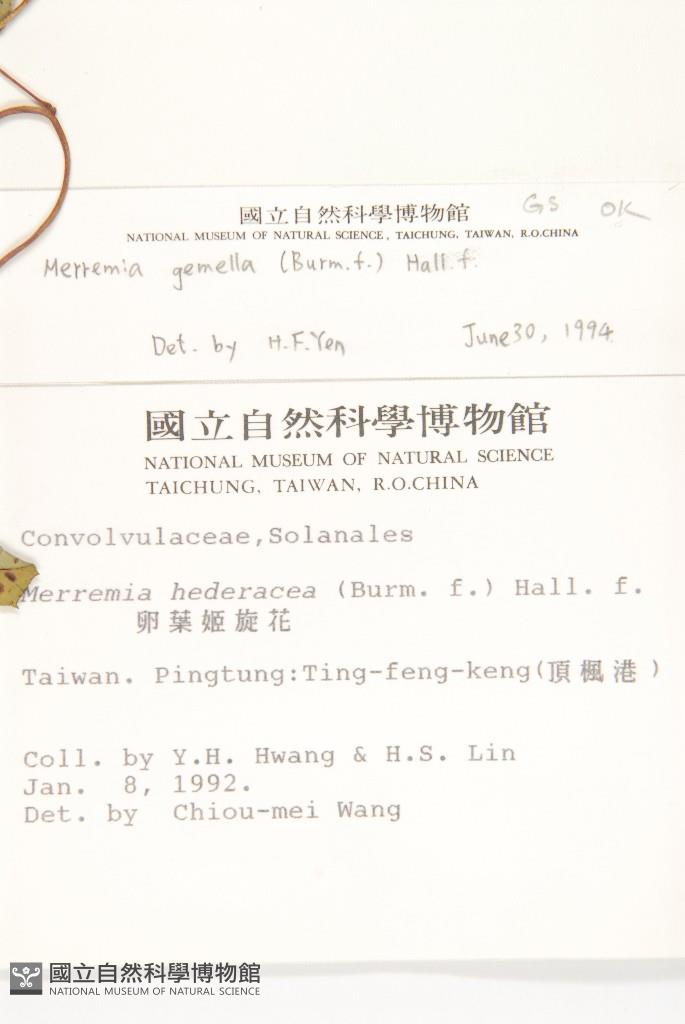 國立自然科學博物館
GS OK
NATIONAL MUSEUM OF NATURAL SCIENCE, TAICHUNG, TAIWAN, R.O.CHINA
Merremia gemella (Burm.f.) Hall.f.
Det. by H.F.Yen June30, 1994
國立自然科學博物館
NATIONAL MUSEUM OF NATURAL SCIENCE
TAICHUNG, TAIWAN, R.O.CHINA
Convolvulaceae,Solanales
Merremia hederacea (Burm. f.) Hall. f.
卵葉姬旋花
Taiwan. Pingtung:Ting-feng-keng(頂楓港)
Coll. by Y.H. Hwang & H.S. Lin
Jan. 8, 1992.
Det. by Chiou-mei Wang
國立自然科學博物館
NATIONAL MUSEUM OF NATURAL SCIENCE